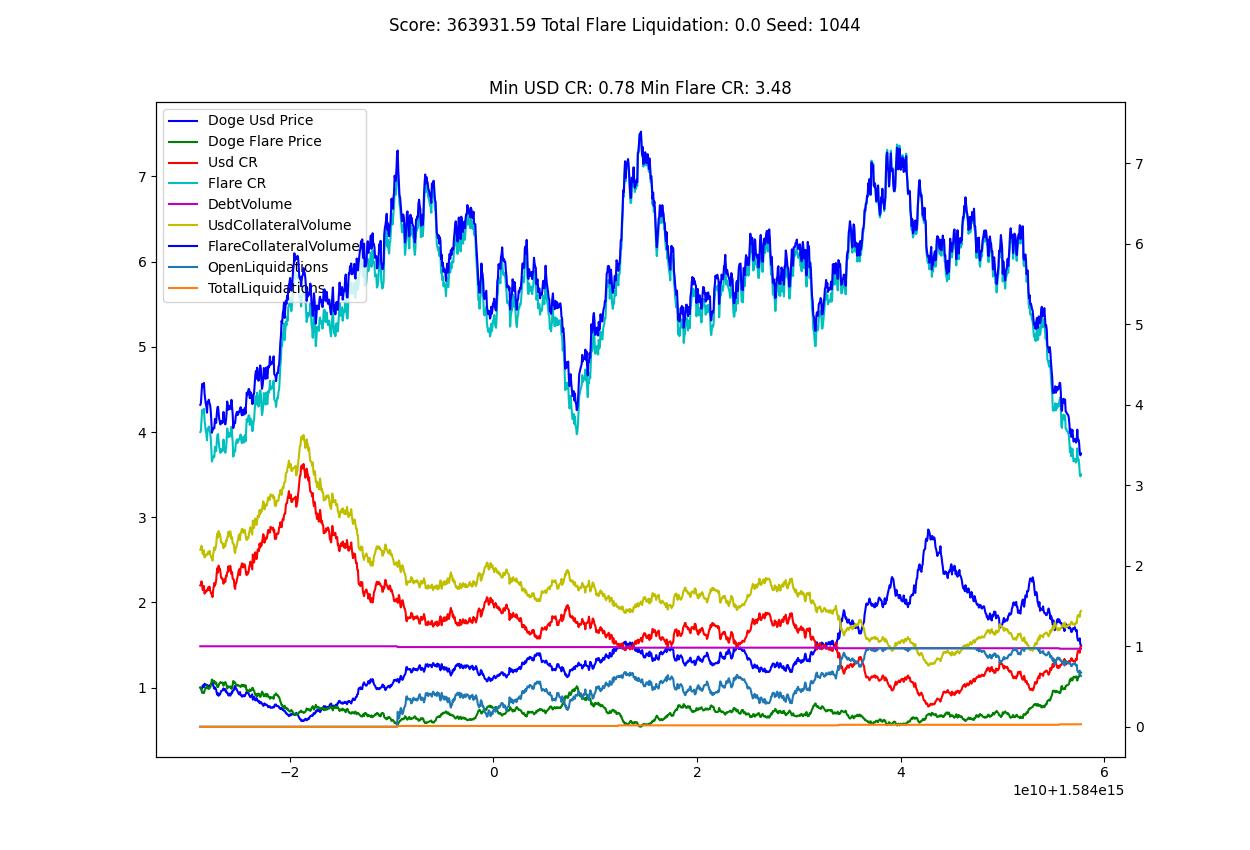 Score: 363931.59 Total Flare Liquidation: 0.0 Seed: 1044
Min USD CR: 0.78 Min Flare CR: 3.48
Doge Usd Price
Doge Flare Price
Usd CR
Flare CR
DebtVolume
UsdCollateralVolume
FlareCollateralVolume
OpenLiquidations
TotalLiquidations
7
6
5
4
3
2
1
7
6
5
4
3
2
1
0
−2
0
2
4
6
1e10+1.584e15